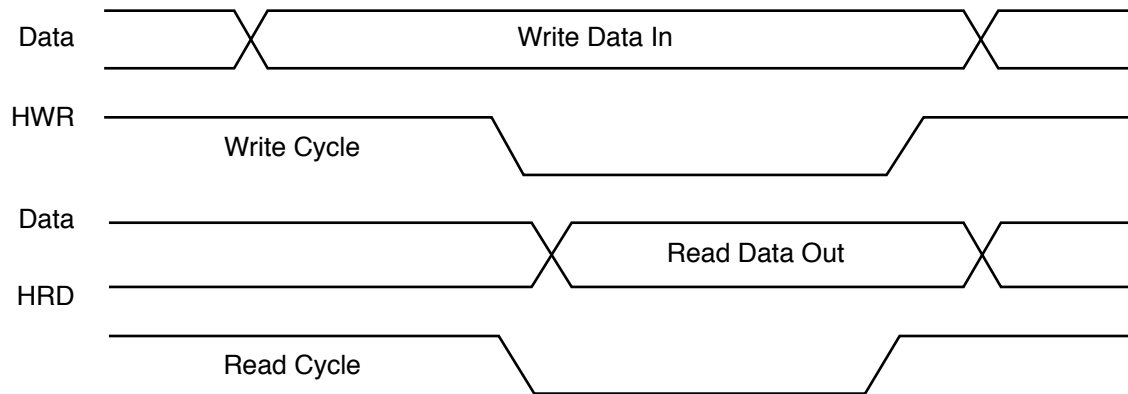 Data
Write Data In
HWR
Write Cycle
Data
Read Data Out
HRD
Read Cycle